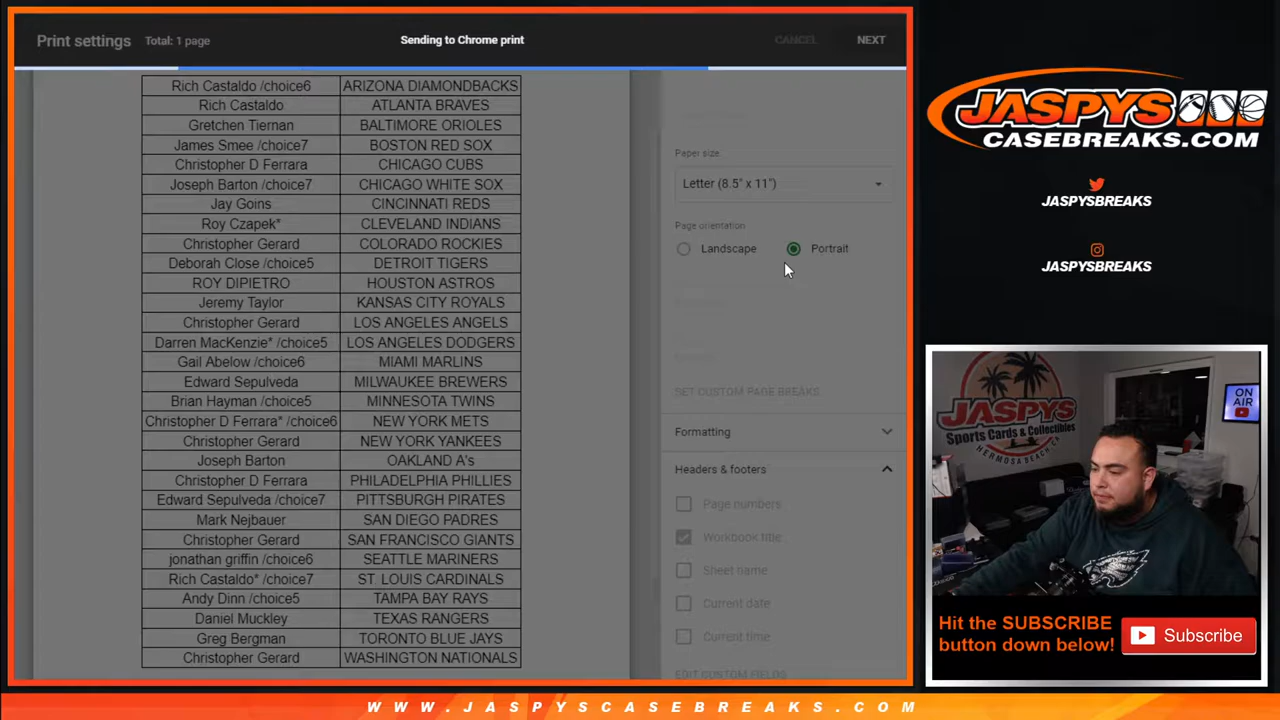 Print settings Total: 1 page Sending to Chrome print CANCEL NEXT
Rich Castaldo /choice6 ARIZONA DIAMONDBACKS
Rich Castaldo ATLANTA BRAVES
Gretchen Tiernan BALTIMORE ORIOLES
James Smee /choice7 BOSTON RED SOX
Christopher D Ferrara CHICAGO CUBS
Joseph Barton /choice7 CHICAGO WHITE SOX
Jay Goins CINCINNATI REDS
Roy Czapek* CLEVELAND INDIANS
Christopher Gerard COLORADO ROCKIES
Deborah Close /choice5 DETROIT TIGERS
ROY DIPIETRO HOUSTON ASTROS
Jeremy Taylor KANSAS CITY ROYALS
Christopher Gerard LOS ANGELES ANGELS
Darren MacKenzie* /choice5 LOS ANGELES DODGERS
Gail Abelow /choice6 MIAMI MARLINS
Edward Sepulveda MILWAUKEE BREWERS
Brian Hayman /choice5 MINNESOTA TWINS
Christopher D Ferrara* /choice6 NEW YORK METS
Christopher Gerard NEW YORK YANKEES
Joseph Barton OAKLAND A's
Christopher D Ferrara PHILADELPHIA PHILLIES
Edward Sepulveda /choice7 PITTSBURGH PIRATES
Mark Nejbauer SAN DIEGO PADRES
Christopher Gerard SAN FRANCISCO GIANTS
jonathan griffin /choice6 SEATTLE MARINERS
Rich Castaldo* /choice7 ST. LOUIS CARDINALS
Andy Dinn /choice5 TAMPA BAY RAYS
Daniel Muckley TEXAS RANGERS
Greg Bergman TORONTO BLUE JAYS
Christopher Gerard WASHINGTON NATIONALS
Paper size
Letter (8.5" x 11")
Page orientation
Landscape Portrait
SET CUSTOM PAGE BREAKS
Formatting
Headers & footers
Page numbers
Workbook title
Sheet name
Current date
Current time
EDIT CUSTOM FIELDS
JASPYS
CASEBREAKS.COM
JASPYSBREAKS
JASPYSBREAKS
JASPYS
Sports Cards & Collectibles
HERMOSA BEACH, CA
ON
AIR
Hit the SUBSCRIBE
button down below!
Subscribe
WWW.JASPYSCASEBREAKS.COM